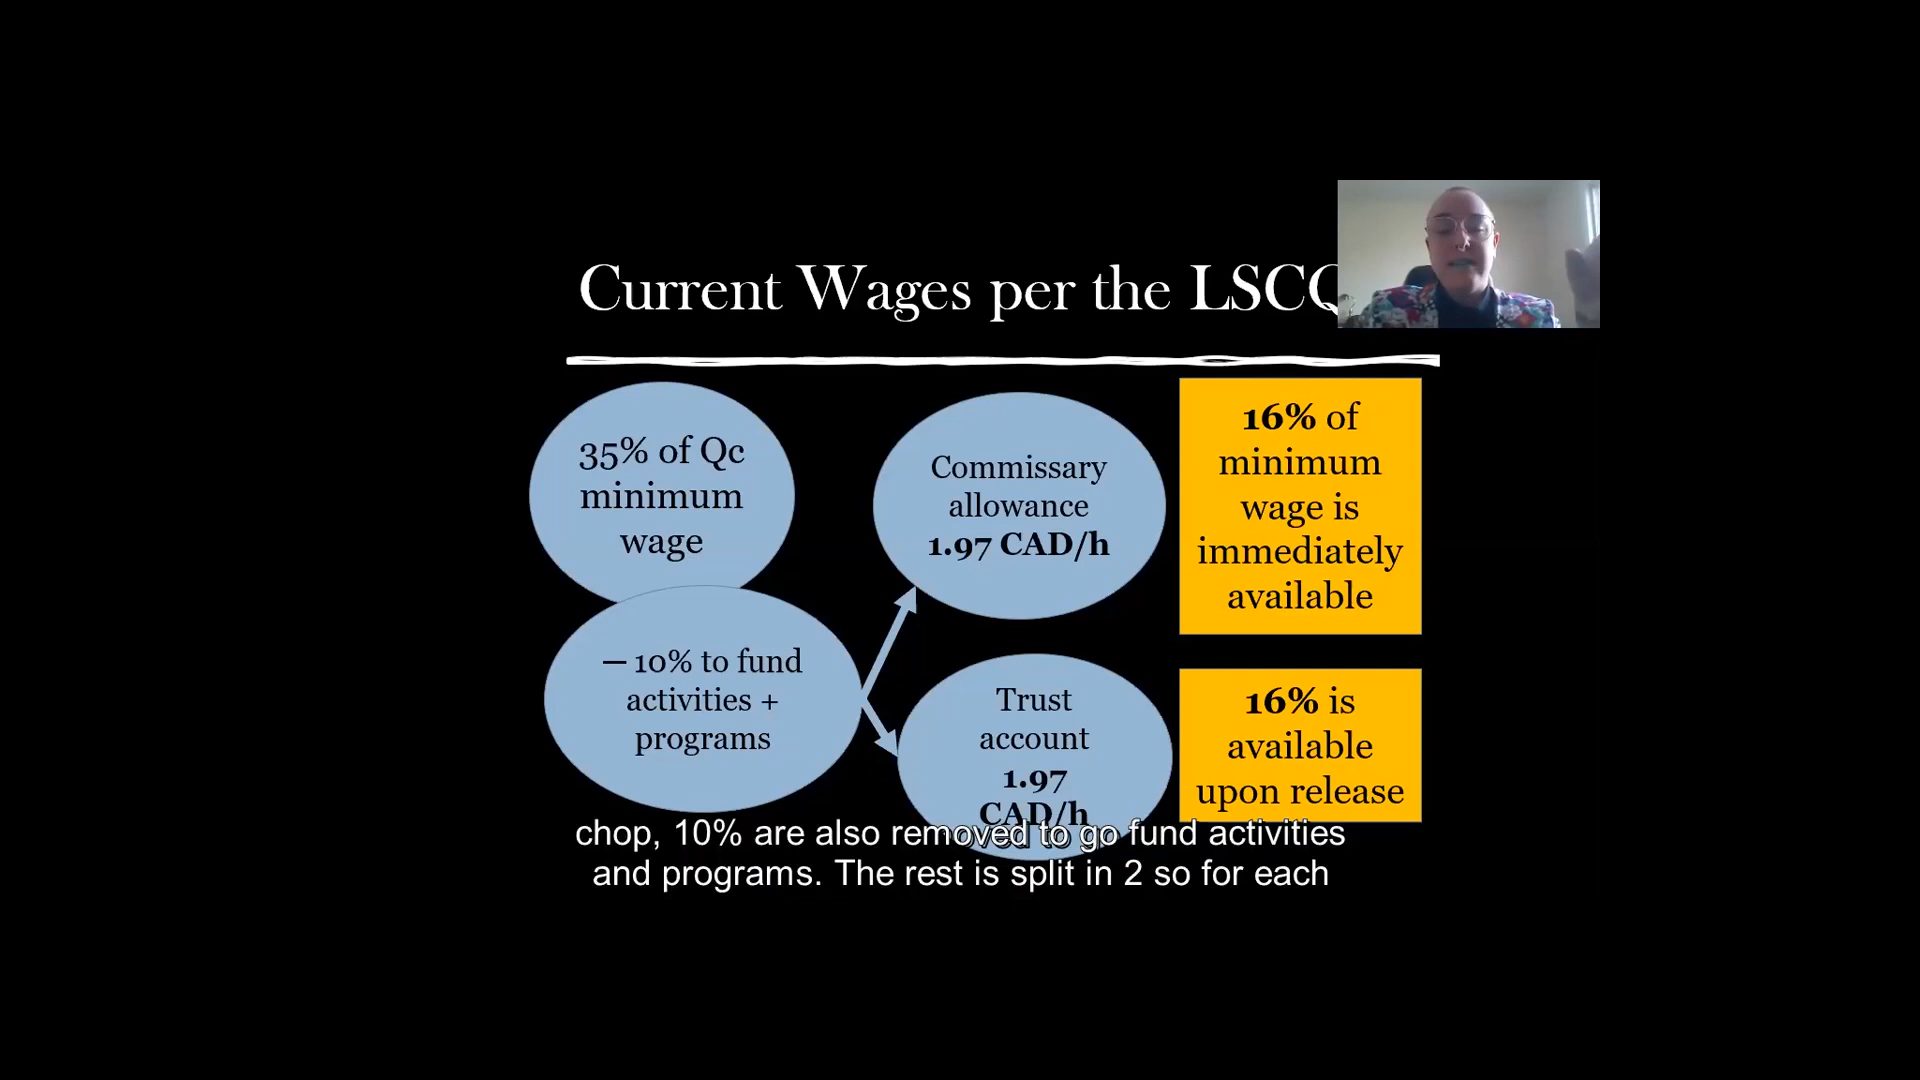 Current Wages per the LSCQ
35% of Qc
minimum
wage
— 10% to fund
activities +
programs
Commissary
allowance
1.97 CAD/h
Trust
account
1.97
CAD/h
16% of
minimum
wage is
immediately
available
16% is
available
upon release
chop, 10% are also removed to go fund activities
and programs. The rest is split in 2 so for each